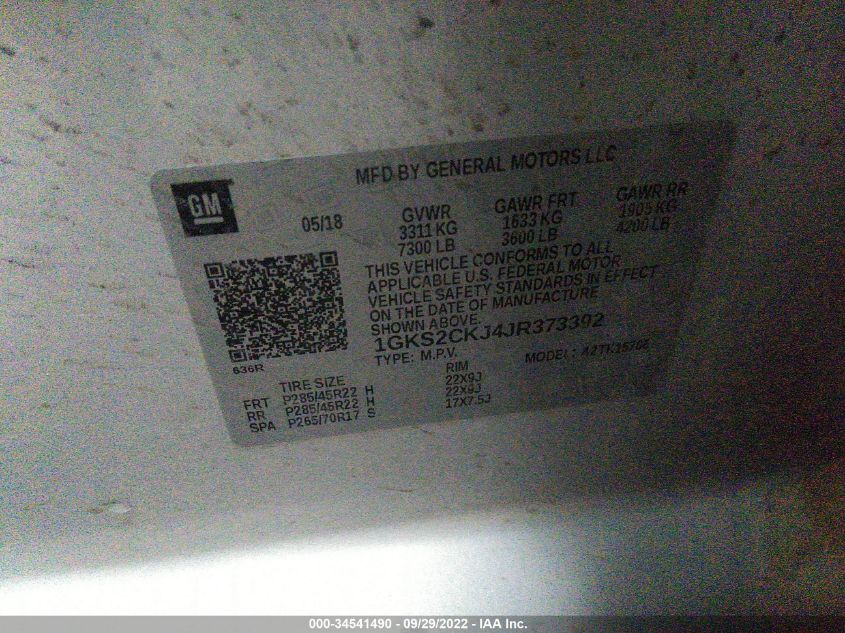 MFD BY GENERAL MOTORS LLC
GM
05/18 GVWR GAWR FRT GAWR RR
3311 KG 1633 KG 1905 KG
7300 LB 3600 LB 4200 LB
THIS VEHICLE CONFORMS TO ALL
APPLICABLE U.S. FEDERAL MOTOR
VEHICLE SAFETY STANDARDS IN EFFECT
ON THE DATE OF MANUFACTURE
SHOWN ABOVE.
1GKS2CKJ4JR373392
TYPE: M.P.V. MODEL:
636R
TIRE SIZE RIM
FRT P285/45R22 H 22X9J
RR P285/45R22 H 22X9J
SPA P265/70R17 S 17X7.5J
000-34541490 - 09/29/2022 - IAA Inc.